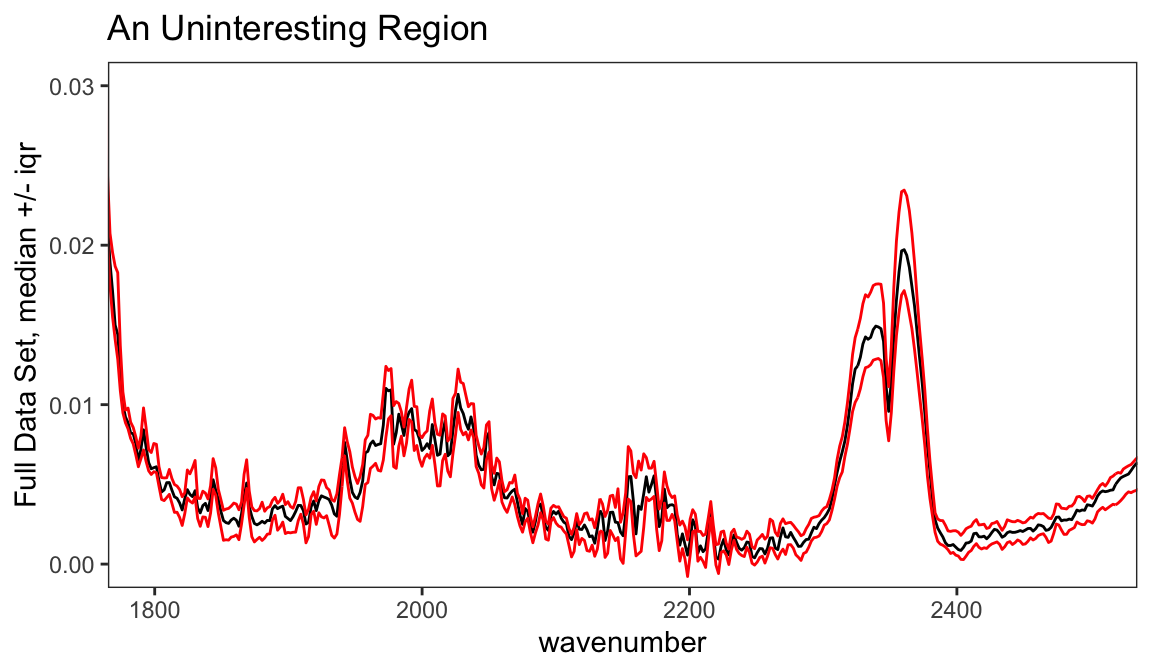 An Uninteresting Region
Full Data Set, median +/- iqr
0.03
0.02
0.01
0.00
1800 2000 2200 2400
wavenumber